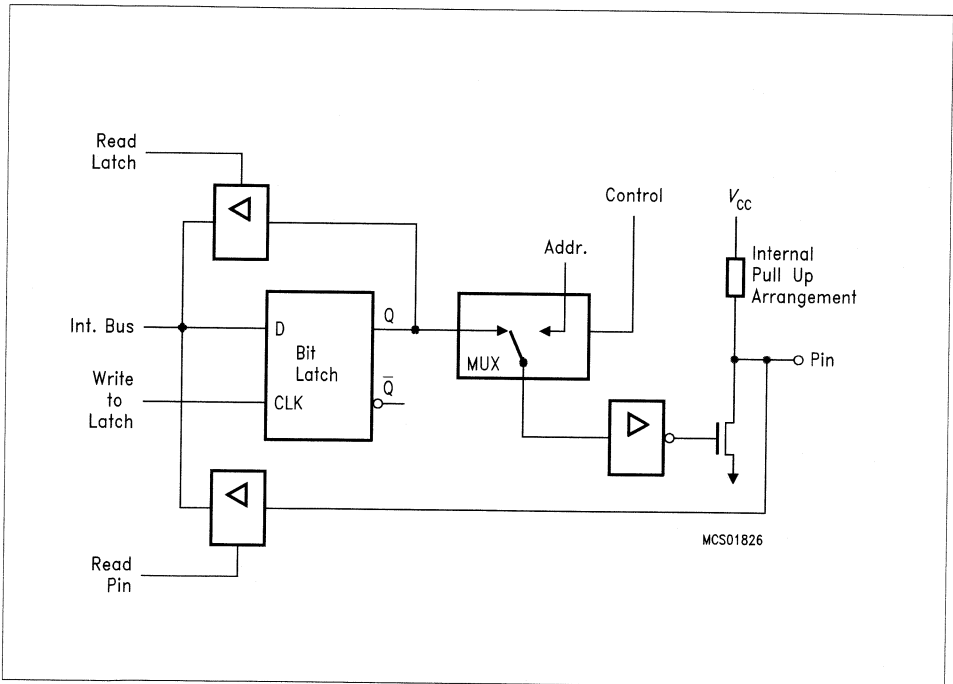 Read
Latch
Control
VCC
Addr.
Internal
Pull Up
Arrangement
Int. Bus
D
Q
Bit
Latch
MUX
Pin
Write
to
Latch
CLK
Q̅
Read
Pin
MCS01826